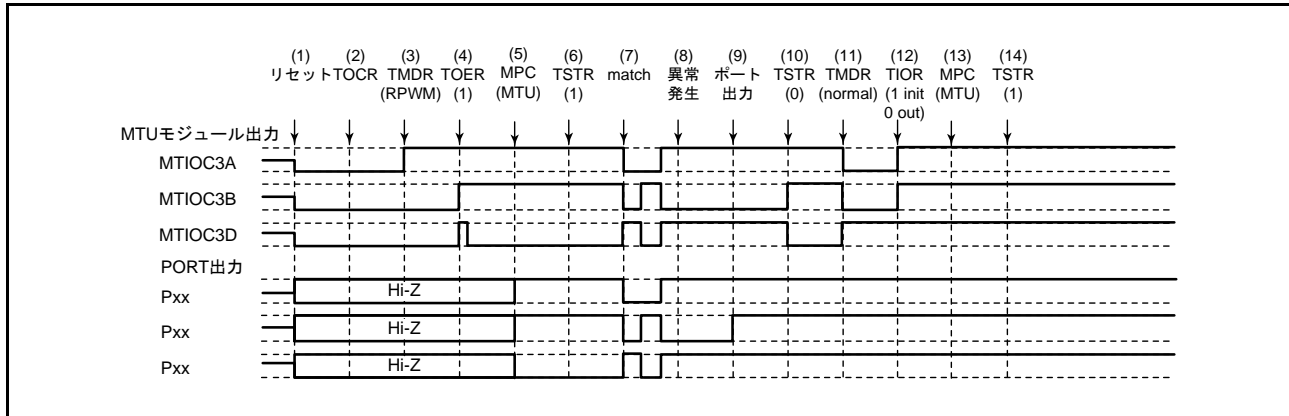 (1) (2) (3) (4) (5) (6) (7) (8) (9) (10) (11) (12) (13) (14)
リセット TOCR TMDR TOER MPC TSTR match 異常 ポート TSTR TMDR TIOR MPC TSTR
(RPWM) (1) (MTU) (1) 発生 出力 (0) (normal) (1 init (MTU) (1)
0 out)
MTUモジュール出力
MTIOC3A
MTIOC3B
MTIOC3D
PORT出力
Pxx Hi-Z
Pxx Hi-Z
Pxx Hi-Z